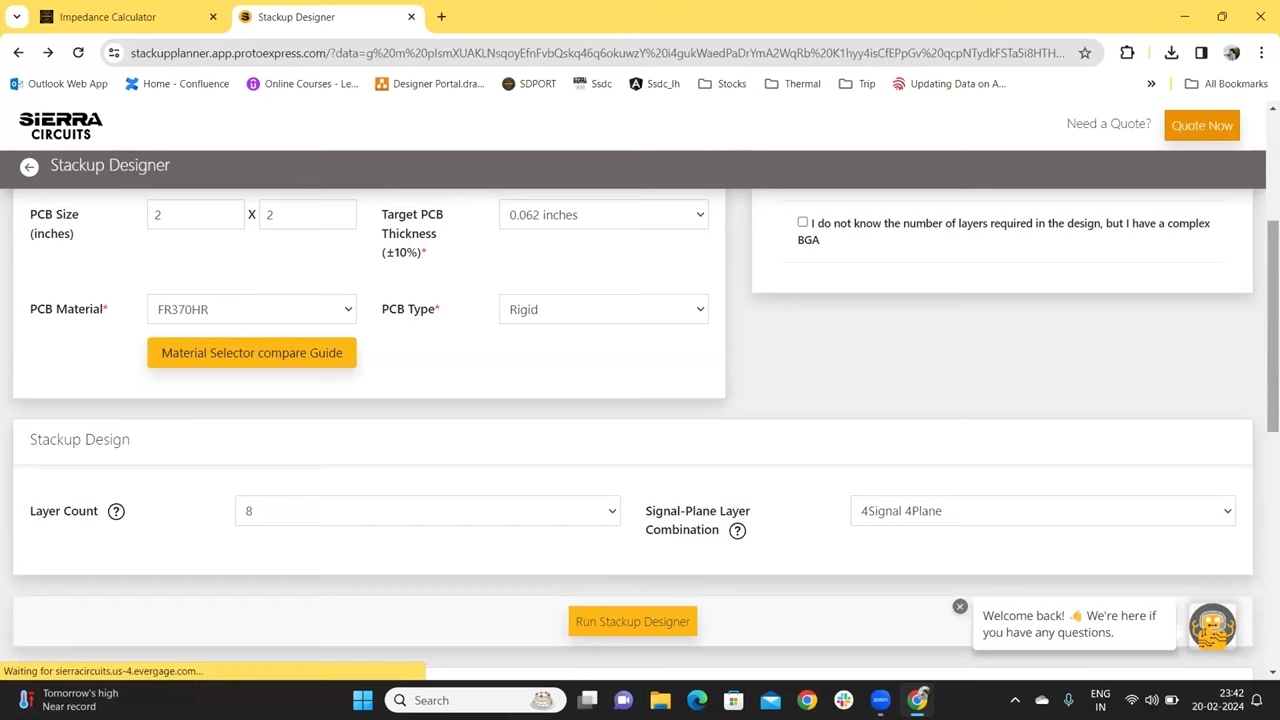 Impedance Calculator
Stackup Designer
stackupplanner.app.protoexpress.com/?data=g%20m%20pIsmXUAKLNsqoyEfnFvbQskq46q6okuwzY%20i4gukWaedPaDrYmA2WqRb%20K1hyy4isCfEPpGv%20qcpNTydkFSTa5i8HTH...
Outlook Web App
Home - Confluence
Online Courses - Le...
Designer Portal.dra...
SDPORT
Ssdc
Ssdc_lh
Stocks
Thermal
Trip
Updating Data on A...
»
All Bookmarks
SIERRA
CIRCUITS
Need a Quote?
Quote Now
Stackup Designer
PCB Size
(inches)
2
X
2
Target PCB
Thickness
(±10%)*
0.062 inches
I do not know the number of layers required in the design, but I have a complex
BGA
PCB Material*
FR370HR
PCB Type*
Rigid
Material Selector compare Guide
Stackup Design
Layer Count
?
8
Signal-Plane Layer
Combination
?
4Signal 4Plane
Run Stackup Designer
Welcome back! 👋 We're here if
you have any questions.
Waiting for sierracircuits.us-4.evergage.com...
Tomorrow's high
Near record
Search
ENG
IN
23:42
20-02-2024